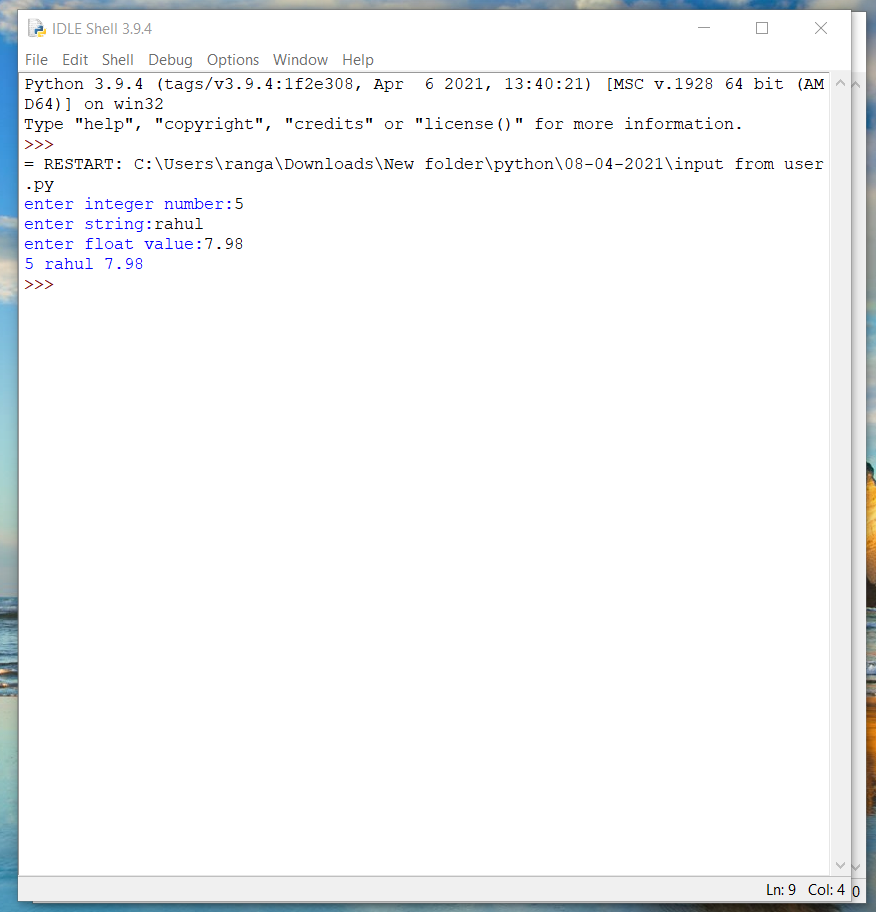 IDLE Shell 3.9.4
File Edit Shell Debug Options Window Help
Python 3.9.4 (tags/v3.9.4:1f2e308, Apr  6 2021, 13:40:21) [MSC v.1928 64 bit (AM
D64)] on win32
Type "help", "copyright", "credits" or "license()" for more information.
>>>
= RESTART: C:\Users\ranga\Downloads\New folder\python\08-04-2021\input from user
.py
enter integer number:5
enter string:rahul
enter float value:7.98
5 rahul 7.98
>>>
Ln: 9 Col: 4 0